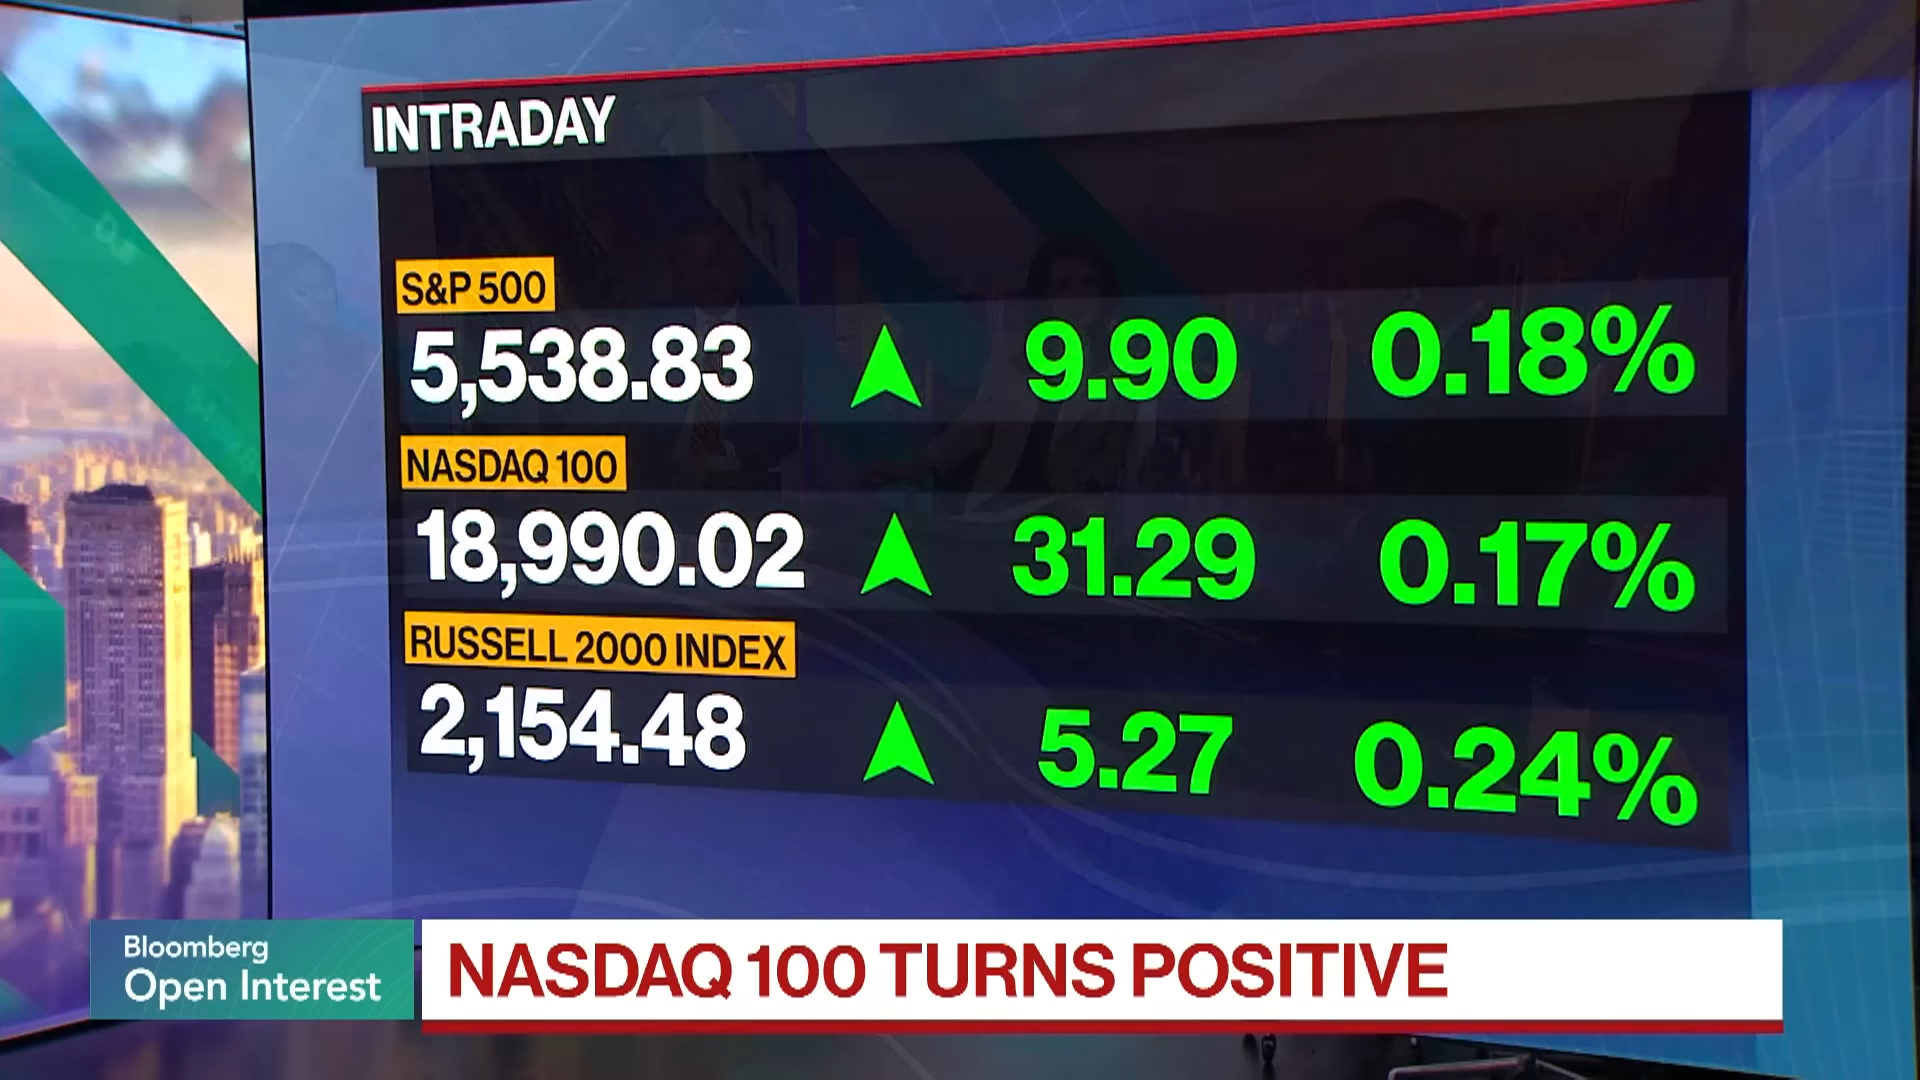 INTRADAY
S&P 500
5,538.83 ▲ 9.90 0.18%
NASDAQ 100
18,990.02 ▲ 31.29 0.17%
RUSSELL 2000 INDEX
2,154.48 ▲ 5.27 0.24%
Bloomberg
Open Interest
NASDAQ 100 TURNS POSITIVE